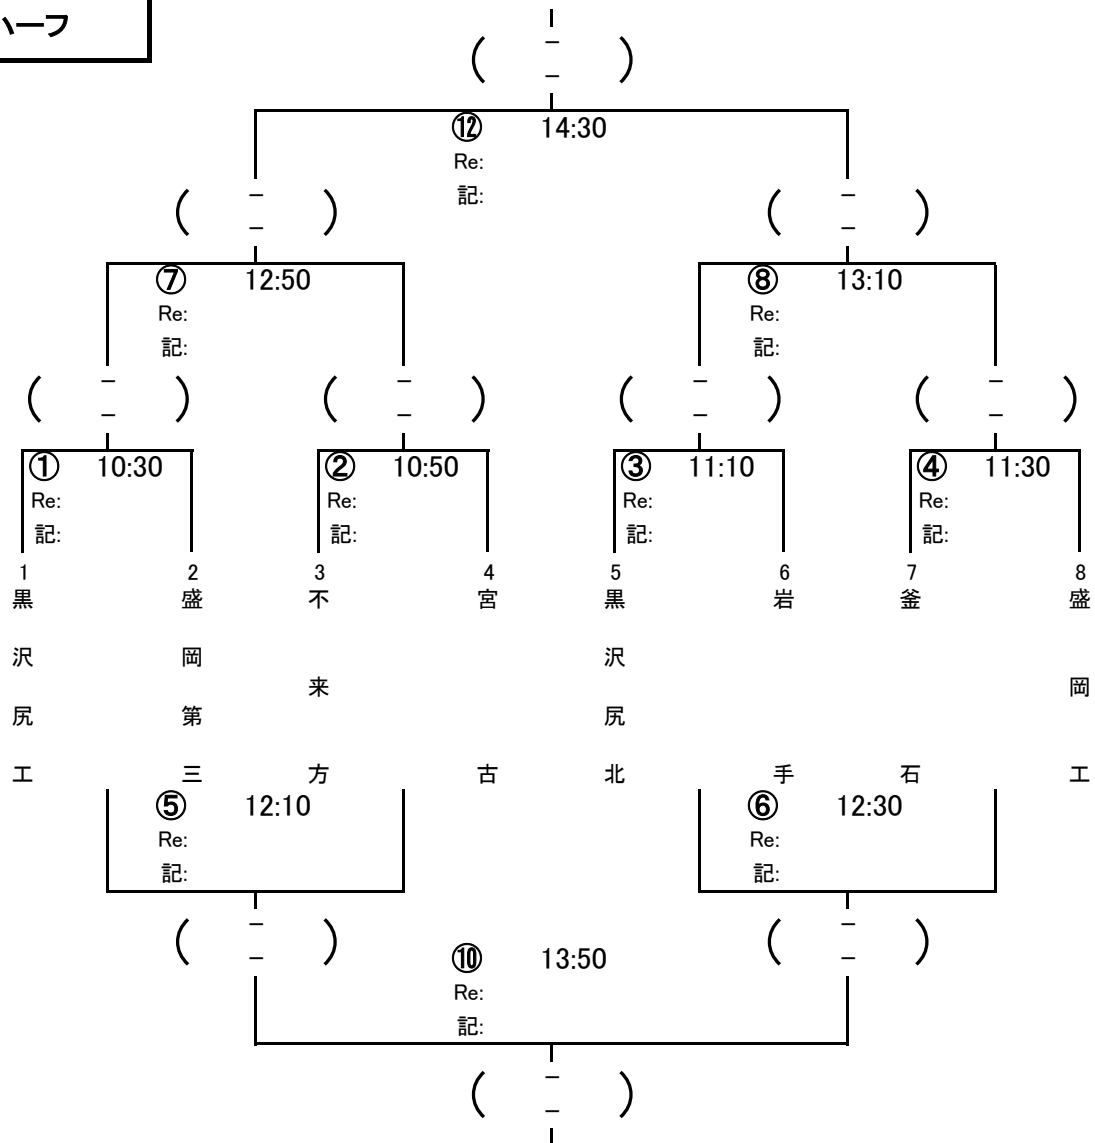 ハーフ
( － － )
⑫ 14:30
Re:
記:
( － － ) ( － － )
⑦ 12:50 ⑧ 13:10
Re: Re:
記: 記:
( － － ) ( － － ) ( － － ) ( － － )
① 10:30 ② 10:50 ③ 11:10 ④ 11:30
Re: Re: Re: Re:
記: 記: 記: 記:
1 2 3 4 5 6 7 8
黒沢尻工
盛岡第三
不来方
宮古
黒沢尻北
岩手
釜石
盛岡工
⑤ 12:10 ⑥ 12:30
Re: Re:
記: 記:
( － － ) ( － － )
⑩ 13:50
Re:
記:
( － － )